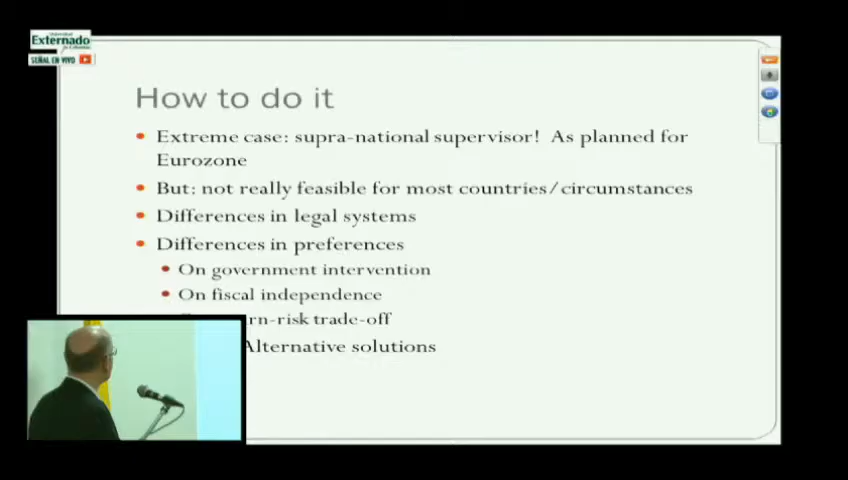 Externado
SEÑAL EN VIVO
How to do it
Extreme case: supra-national supervisor! As planned for
Eurozone
But: not really feasible for most countries/circumstances
Differences in legal systems
Differences in preferences
On government intervention
On fiscal independence
-risk trade-off
Alternative solutions